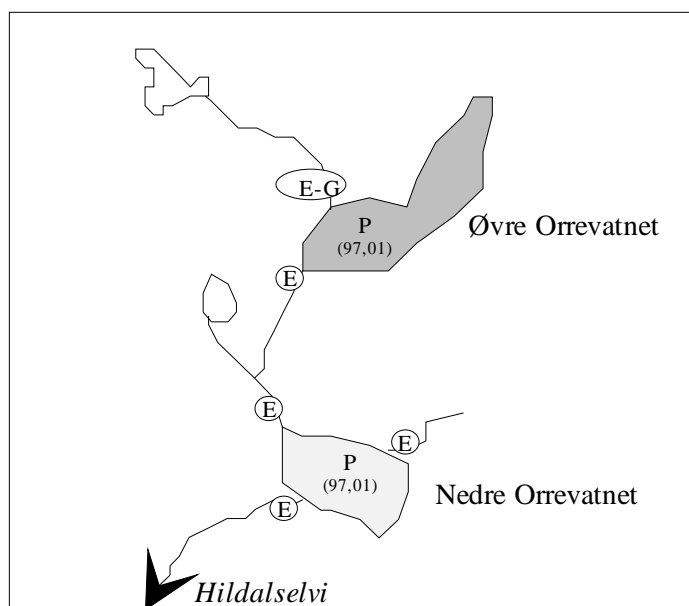 E-G
P
(97,01)
Øvre Orrevatnet
E
E
E
P
(97,01)
Nedre Orrevatnet
E
Hildalselvi